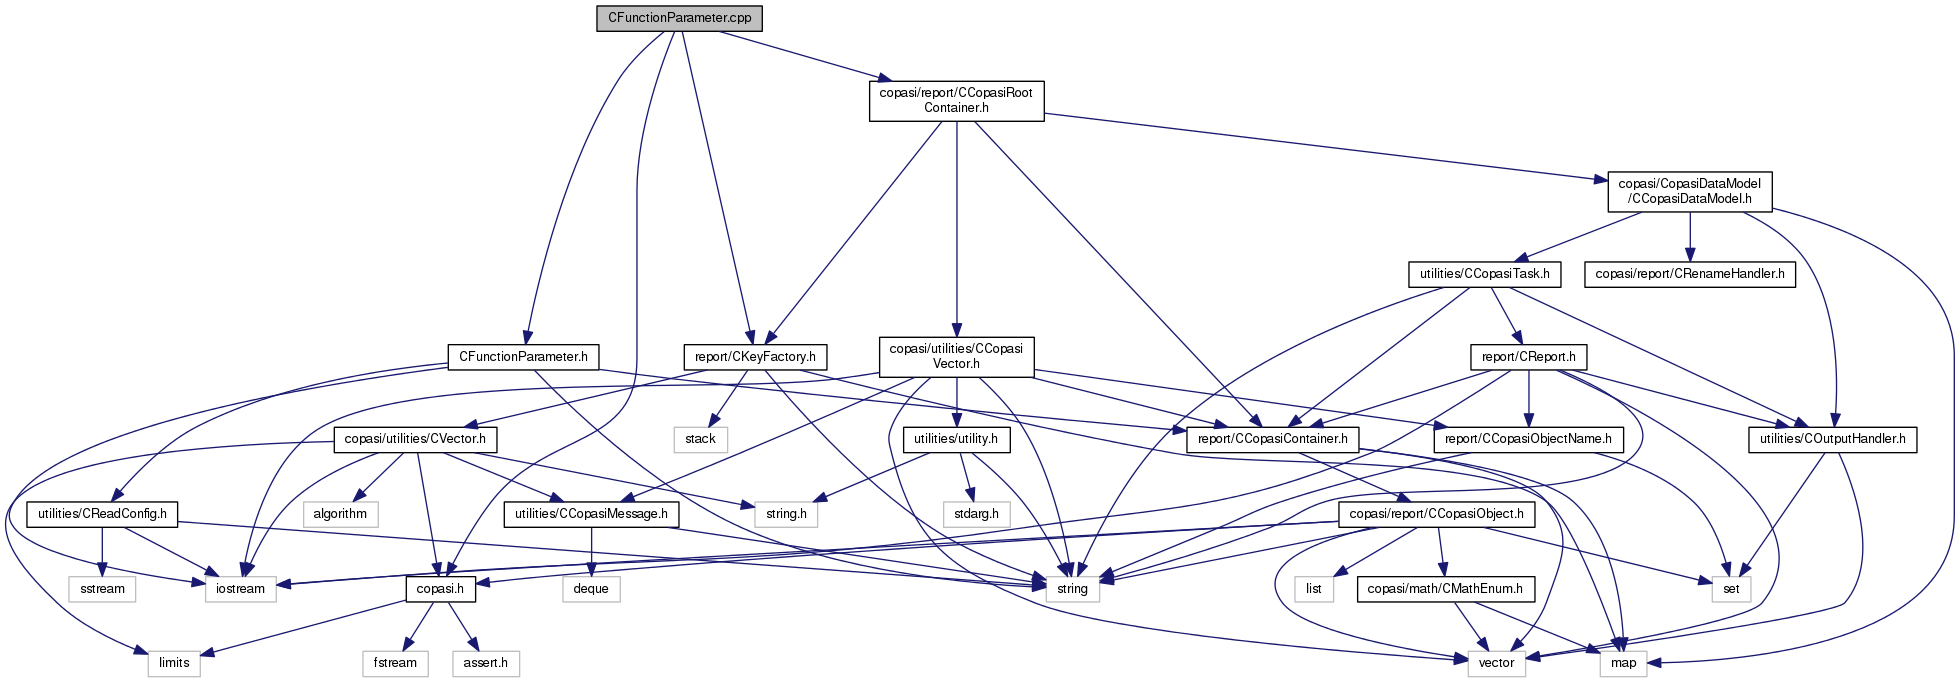 CFunctionParameter.cpp
copasi/report/CCopasiRoot
Container.h
copasi/CopasiDataModel
/CCopasiDataModel.h
utilities/CCopasiTask.h
copasi/report/CRenameHandler.h
CFunctionParameter.h
report/CKeyFactory.h
copasi/utilities/CCopasi
Vector.h
report/CReport.h
copasi/utilities/CVector.h
stack
utilities/utility.h
report/CCopasiContainer.h
report/CCopasiObjectName.h
utilities/COutputHandler.h
utilities/CReadConfig.h
algorithm
utilities/CCopasiMessage.h
string.h
stdarg.h
copasi/report/CCopasiObject.h
sstream
iostream
copasi.h
deque
string
list
copasi/math/CMathEnum.h
set
limits
fstream
assert.h
vector
map